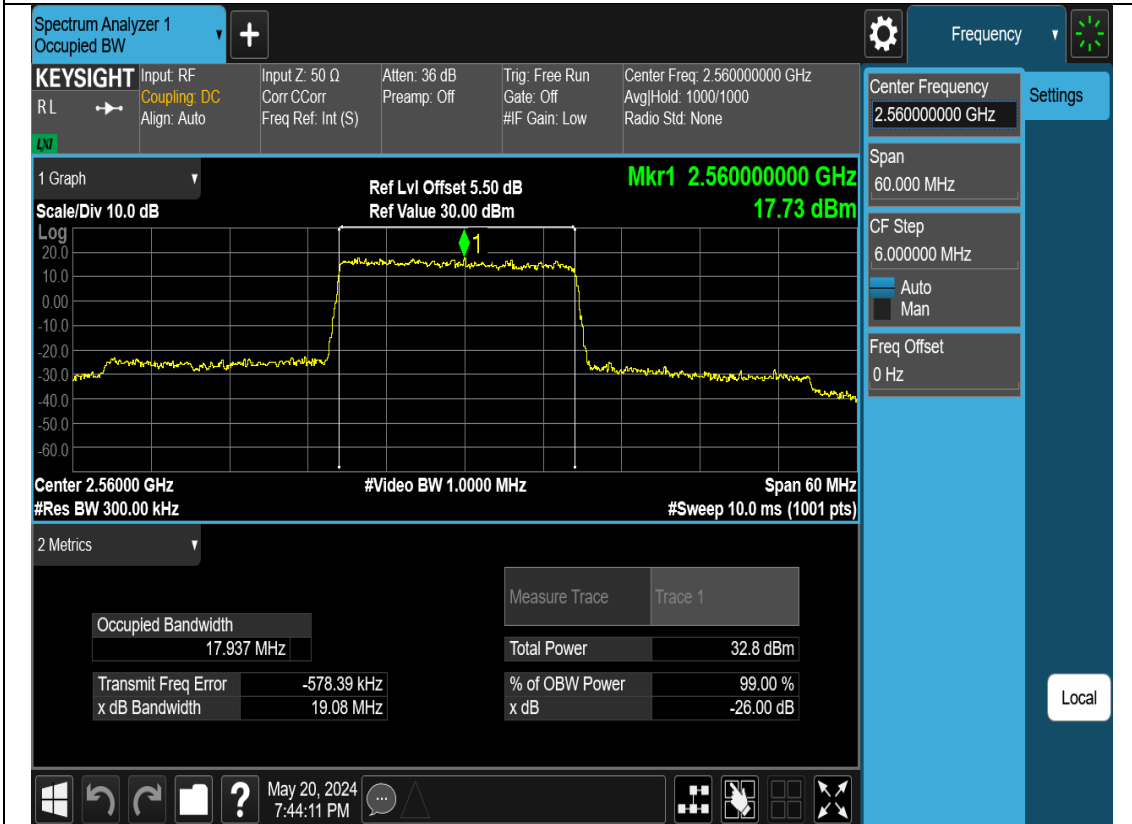 Spectrum Analyzer 1
Occupied BW
▼
+
Frequency ▼
KEYSIGHT
R L
LXI
Input: RF
Coupling: DC
Align: Auto
Input Z: 50 Ω
Corr CCorr
Freq Ref: Int (S)
Atten: 36 dB
Preamp: Off
Trig: Free Run
Gate: Off
#IF Gain: Low
Center Freq: 2.560000000 GHz
Avg|Hold: 1000/1000
Radio Std: None
1 Graph ▼
Scale/Div 10.0 dB
Ref Lvl Offset 5.50 dB
Ref Value 30.00 dBm
Mkr1 2.560000000 GHz
17.73 dBm
Log
20.0
10.0
0.00
-10.0
-20.0
-30.0
-40.0
-50.0
-60.0
1
Center 2.56000 GHz
#Res BW 300.00 kHz
#Video BW 1.0000 MHz
Span 60 MHz
#Sweep 10.0 ms (1001 pts)
2 Metrics ▼
Measure Trace Trace 1
Occupied Bandwidth
17.937 MHz
Total Power 32.8 dBm
Transmit Freq Error -578.39 kHz
% of OBW Power 99.00 %
x dB Bandwidth 19.08 MHz
x dB -26.00 dB
Center Frequency
2.560000000 GHz
Settings
Span
60.000 MHz
CF Step
6.000000 MHz
Auto
Man
Freq Offset
0 Hz
Local
?
May 20, 2024
7:44:11 PM